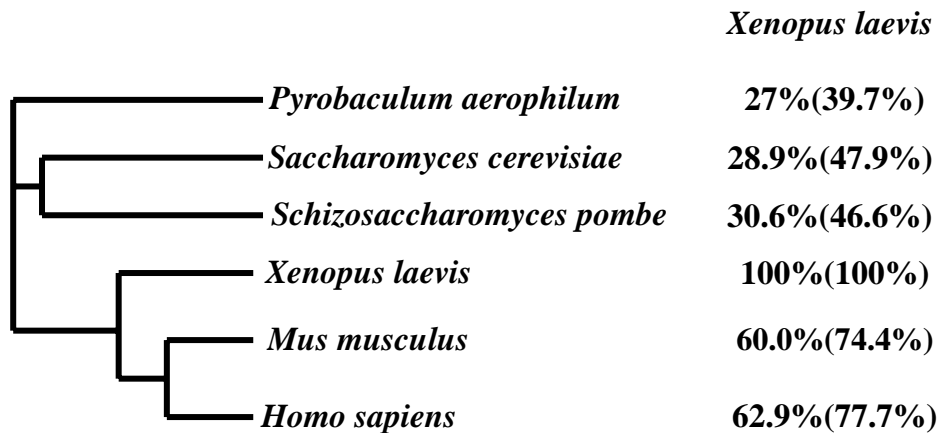 Xenopus laevis
Pyrobaculum aerophilum 27%(39.7%)
Saccharomyces cerevisiae 28.9%(47.9%)
Schizosaccharomyces pombe 30.6%(46.6%)
Xenopus laevis 100%(100%)
Mus musculus 60.0%(74.4%)
Homo sapiens 62.9%(77.7%)